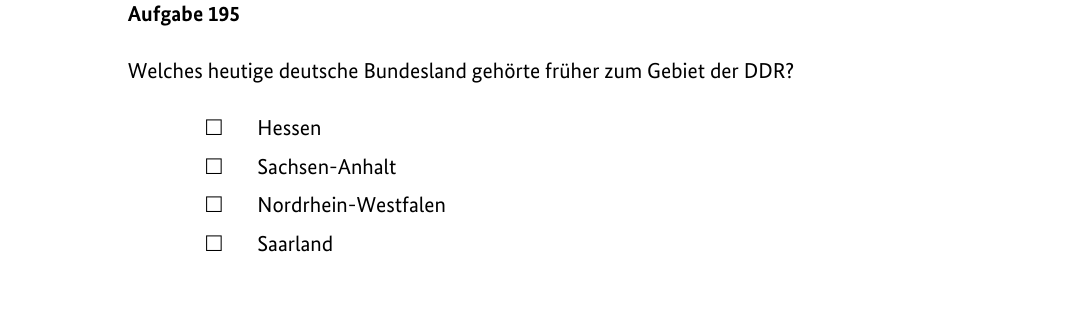 Aufgabe 195
Welches heutige deutsche Bundesland gehörte früher zum Gebiet der DDR?
☐ Hessen
☐ Sachsen-Anhalt
☐ Nordrhein-Westfalen
☐ Saarland